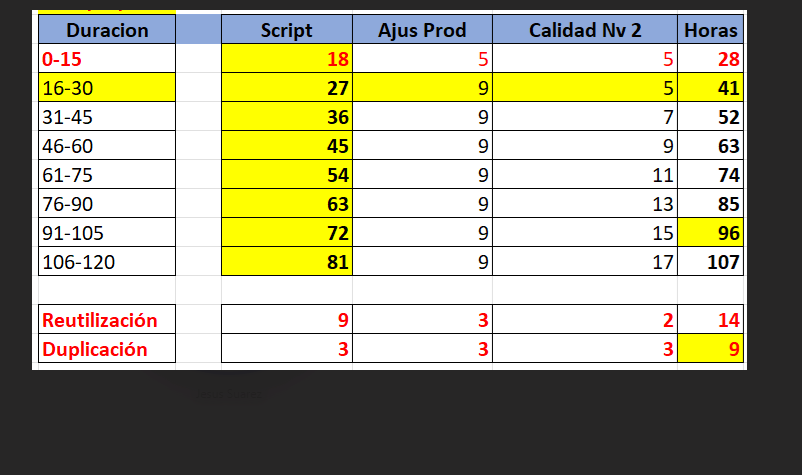 Duracion Script Ajus Prod Calidad Nv 2 Horas
0-15 18 5 5 28
16-30 27 9 5 41
31-45 36 9 7 52
46-60 45 9 9 63
61-75 54 9 11 74
76-90 63 9 13 85
91-105 72 9 15 96
106-120 81 9 17 107
Reutilización 9 3 2 14
Duplicación 3 3 3 9